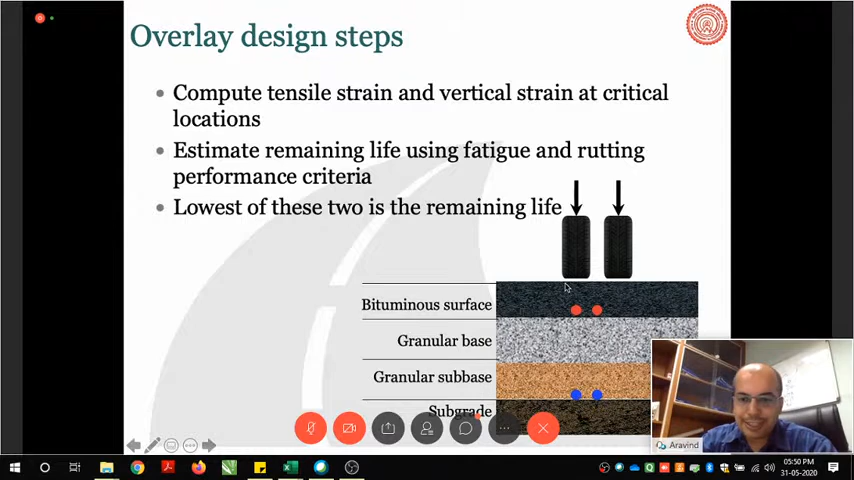 Overlay design steps
Compute tensile strain and vertical strain at critical
locations
Estimate remaining life using fatigue and rutting
performance criteria
Lowest of these two is the remaining life
Bituminous surface
Granular base
Granular subbase
Subgrade
Aravind
05:50 PM
31-05-2020